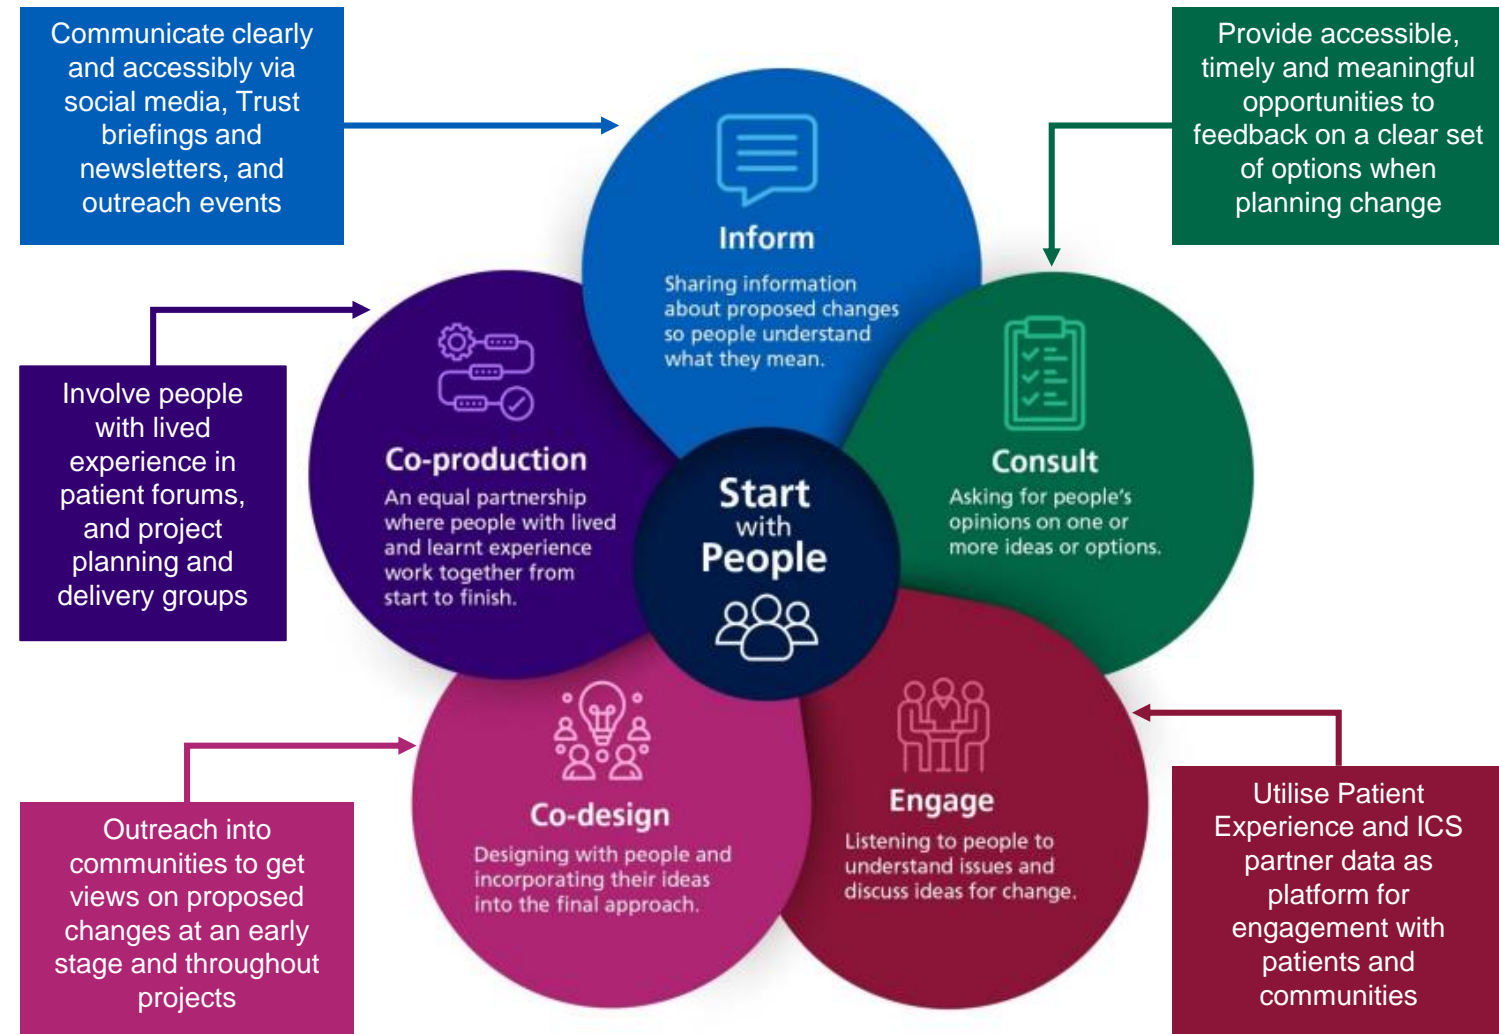 Communicate clearly
and accessibly via
social media, Trust
briefings and
newsletters, and
outreach events
Provide accessible,
timely and meaningful
opportunities to
feedback on a clear set
of options when
planning change
Inform
Sharing information
about proposed changes
so people understand
what they mean.
Involve people
with lived
experience in
patient forums,
and project
planning and
delivery groups
Co-production
An equal partnership
where people with lived
and learnt experience
work together from
start to finish.
Start
with
People
Consult
Asking for people's
opinions on one or
more ideas or options.
Outreach into
communities to get
views on proposed
changes at an early
stage and throughout
projects
Co-design
Designing with people and
incorporating their ideas
into the final approach.
Engage
Listening to people to
understand issues and
discuss ideas for change.
Utilise Patient
Experience and ICS
partner data as
platform for
engagement with
patients and
communities